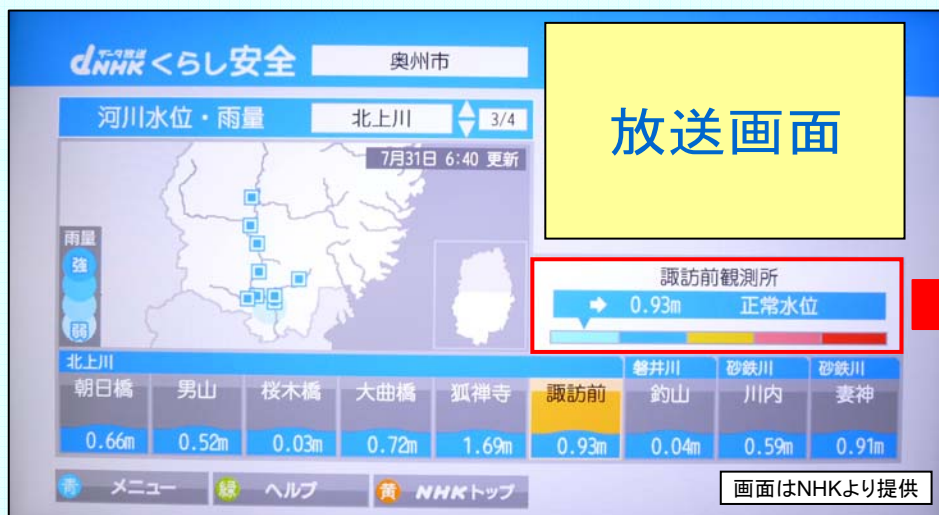 データ放送
dNHK くらし安全 奥州市
河川水位・雨量 北上川 3/4
7月31日 6:40 更新
雨量
強
弱
放送画面
諏訪前観測所
0.93m 正常水位
北上川 磐井川 砂鉄川 砂鉄川
朝日橋 男山 桜木橋 大曲橋 狐禅寺 諏訪前 釣山 川内 妻神
0.66m 0.52m 0.03m 0.72m 1.69m 0.93m 0.04m 0.59m 0.91m
青 メニュー 緑 ヘルプ 黄 NHKトップ
画面はNHKより提供